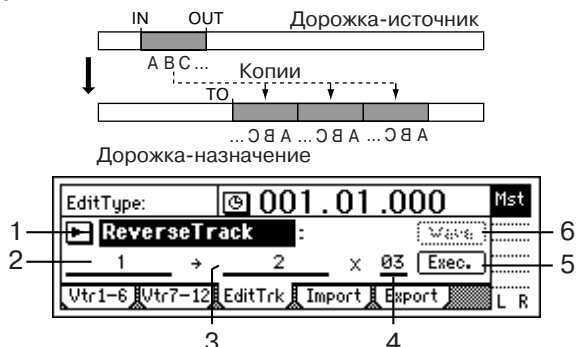 IN OUT Дорожка-источник
A B C ...
Копии
TO
... Ɔ B A ... Ɔ B A ... Ɔ B A
Дорожка-назначение
EditType: 001.01.000 Mst
1 ReverseTrack : Wave 6
2 1 → 2 X 03 Exec. 5
Vtr1-6 Vtr7-12 EditTrk Import Export L R
3 4